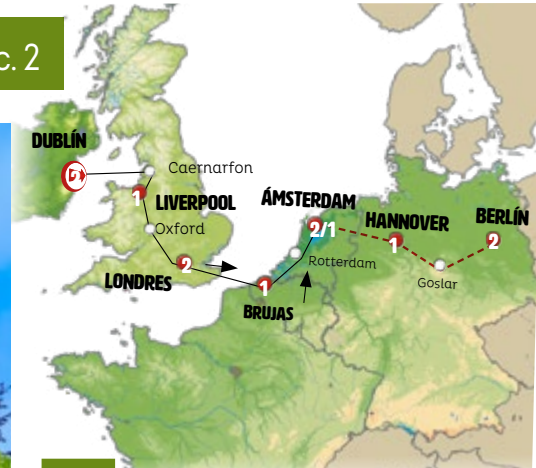 c. 2
DUBLÍN
Caernarfon
1
LIVERPOOL
Oxford
2
LONDRES
1
BRUJAS
Rotterdam
ÁMSTERDAM
2/1
HANNOVER
1
Goslar
BERLÍN
2